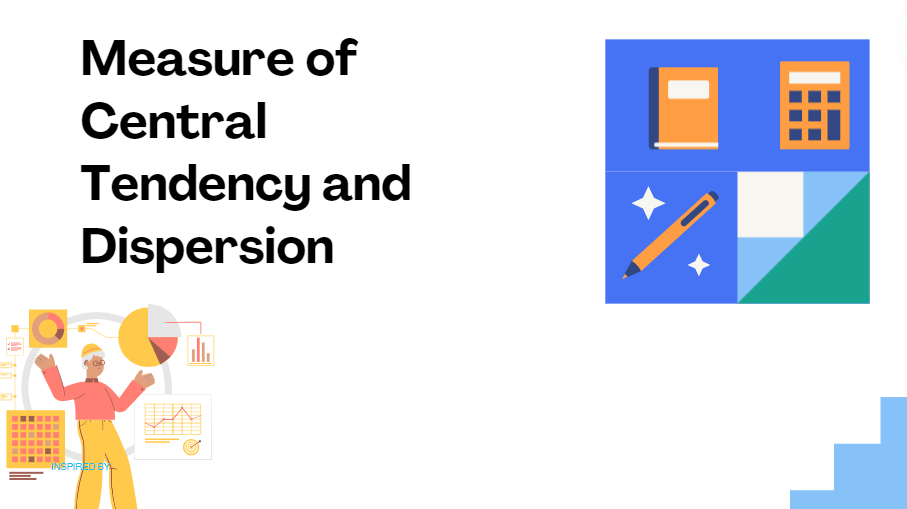 Measure of
Central
Tendency and
Dispersion
INSPIRED BY